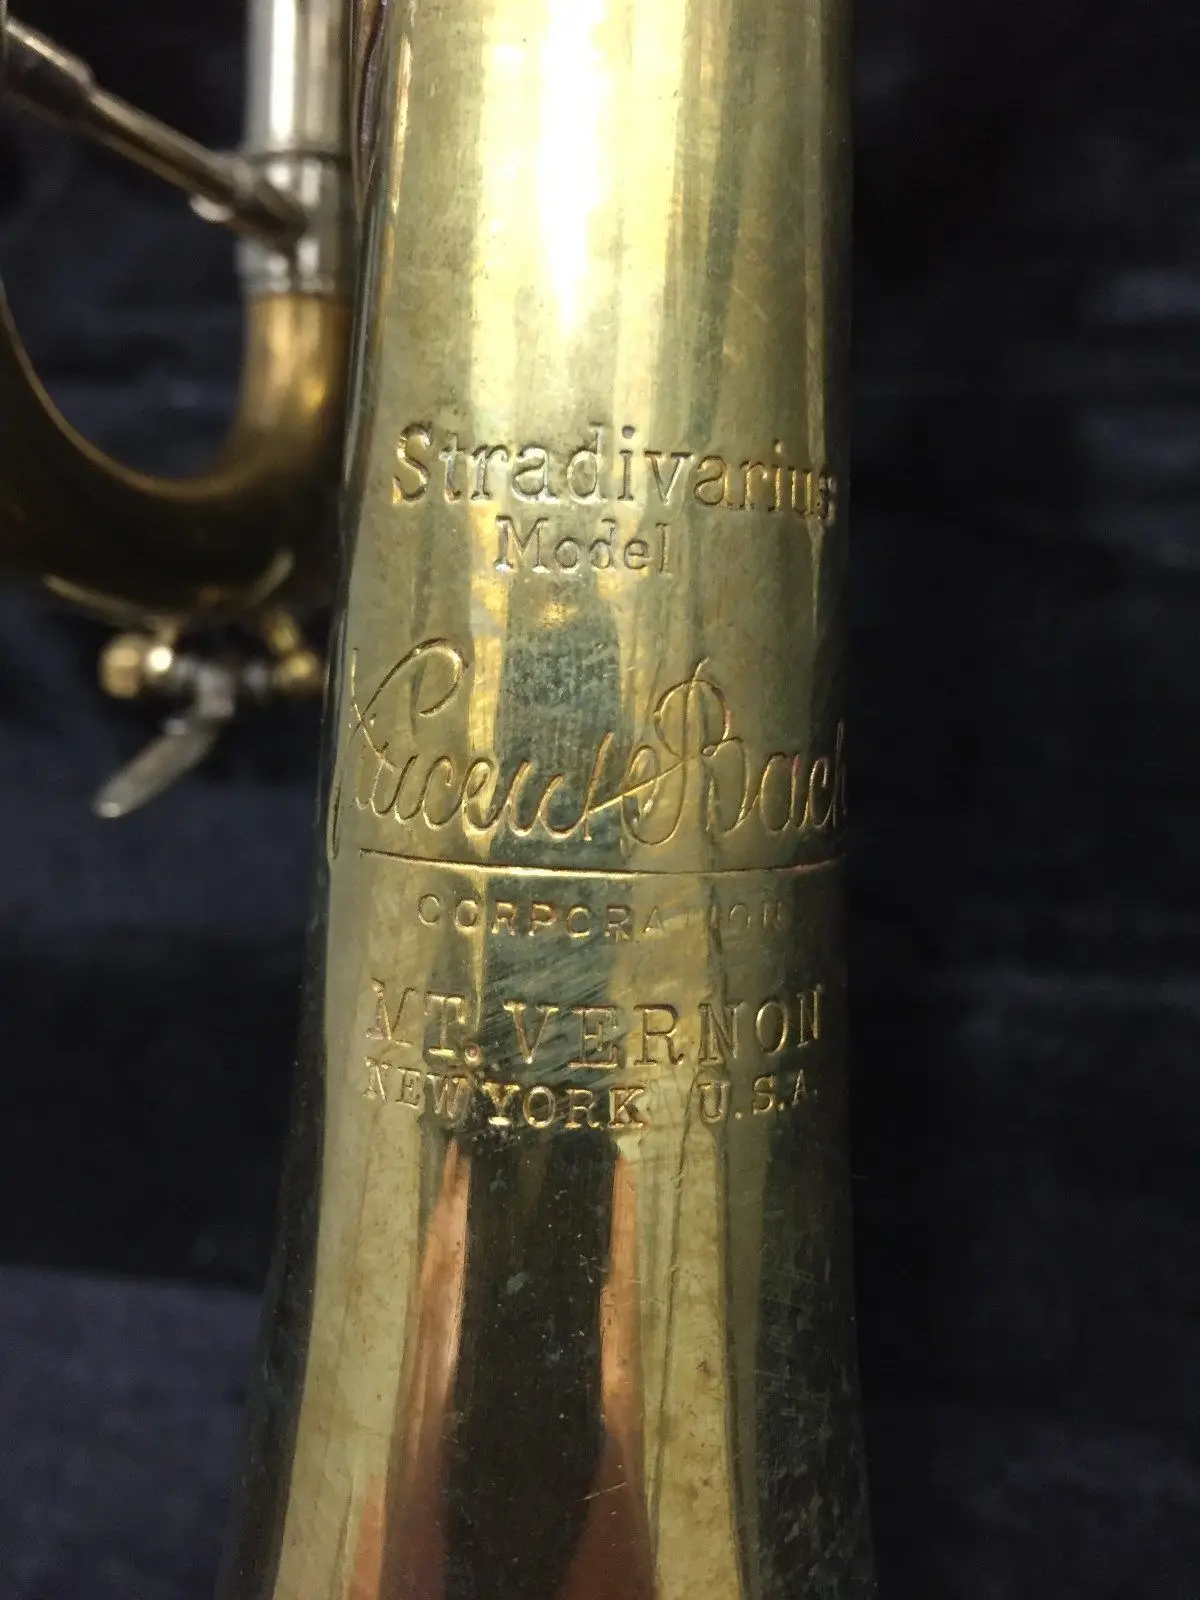 Stradivarius
Model
Vincent Bach
CORPORATION
MT. VERNON
NEW YORK U.S.A.